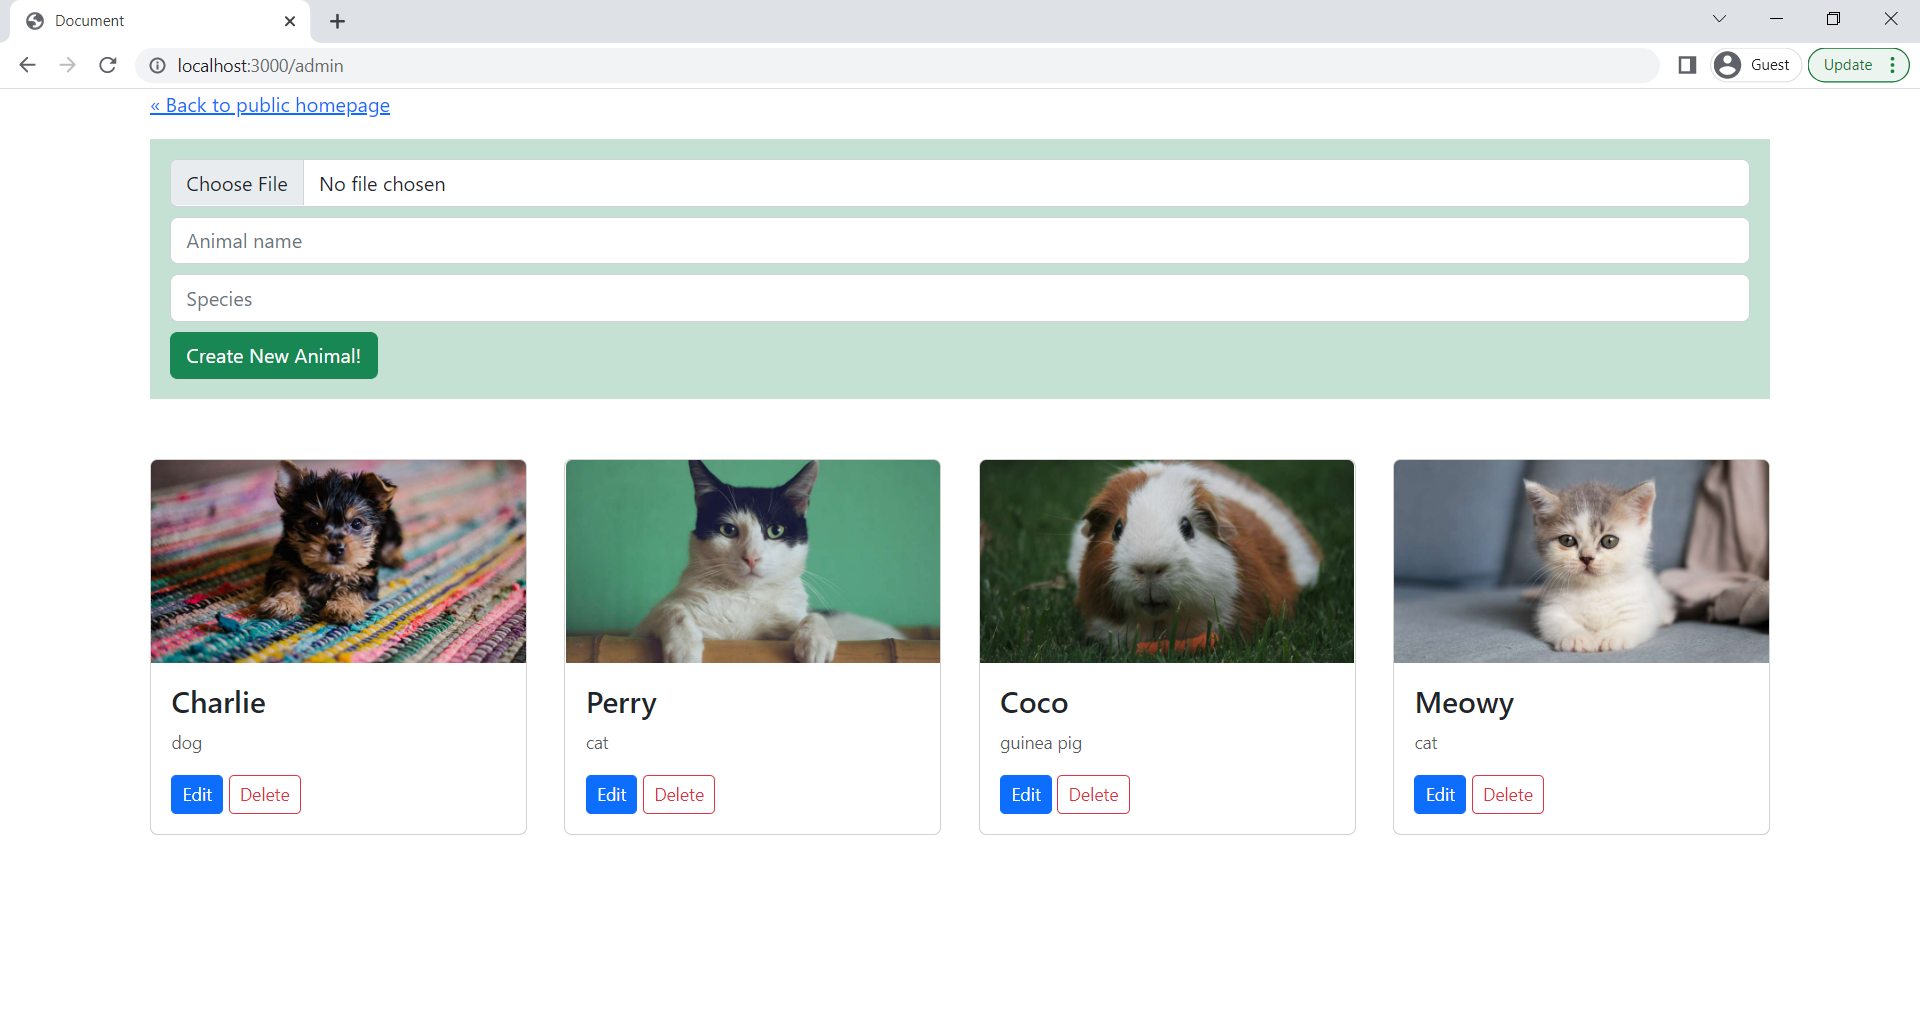 Document
localhost:3000/admin
Guest
Update
« Back to public homepage
Choose File No file chosen
Animal name
Species
Create New Animal!
Charlie
dog
Edit Delete
Perry
cat
Edit Delete
Coco
guinea pig
Edit Delete
Meowy
cat
Edit Delete